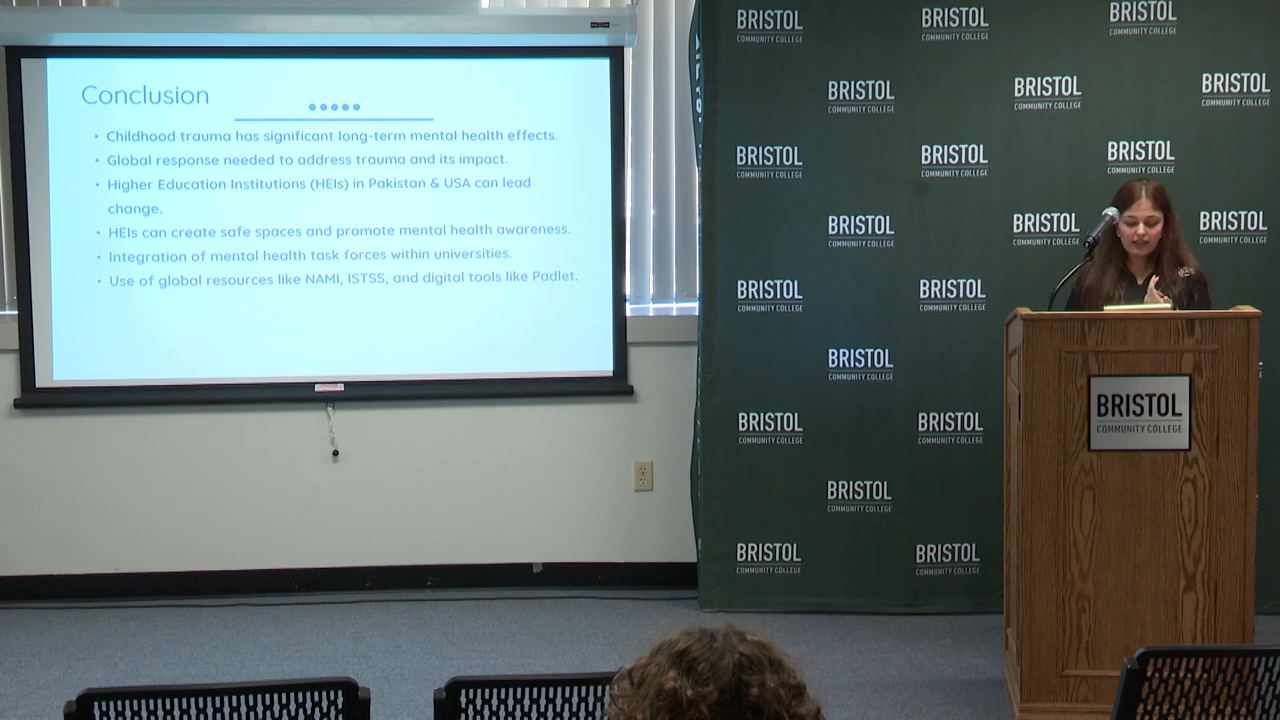 Conclusion
• Childhood trauma has significant long-term mental health effects.
• Global response needed to address trauma and its impact.
• Higher Education Institutions (HEIs) in Pakistan & USA can lead
change.
• HEIs can create safe spaces and promote mental health awareness.
• Integration of mental health task forces within universities.
• Use of global resources like NAMI, ISTSS, and digital tools like Padlet.
BRISTOL
COMMUNITY COLLEGE
BRISTOL
COMMUNITY COLLEGE
BRISTOL
COMMUNITY COLLEGE
BRISTOL
COMMUNITY COLLEGE
BRISTOL
COMMUNITY COLLEGE
BRISTOL
COMMUNITY COLLEGE
BRISTOL
COMMUNITY COLLEGE
BRISTOL
COMMUNITY COLLEGE
BRISTOL
COMMUNITY COLLEGE
BRISTOL
COMMUNITY COLLEGE
BRISTOL
COMMUNITY COLLEGE
BRISTOL
COMMUNITY COLLEGE
BRISTOL
COMMUNITY COLLEGE
BRISTOL
COMMUNITY COLLEGE
BRISTOL
COMMUNITY COLLEGE
BRISTOL
COMMUNITY COLLEGE
BRISTOL
COMMUNITY COLLEGE
BRISTOL
COMMUNITY COLLEGE
BRISTOL
COMMUNITY COLLEGE
BRISTOL
COMMUNITY COLLEGE
BRISTOL
COMMUNITY COLLEGE